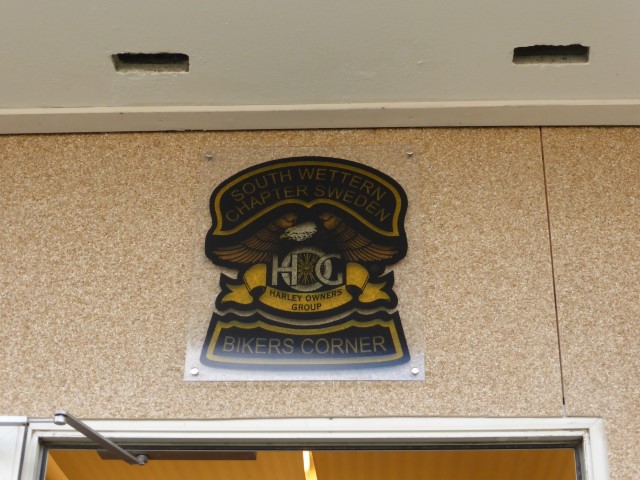 SOUTH WETTERN
CHAPTER SWEDEN
HOG
HARLEY OWNERS
GROUP
BIKERS CORNER